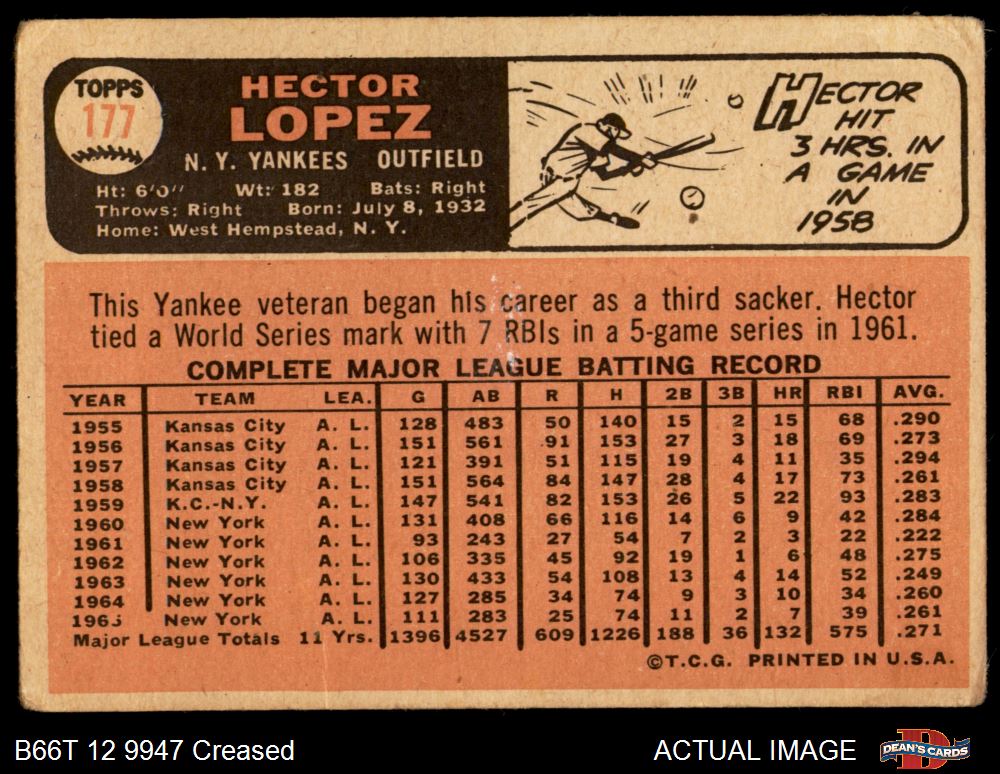 TOPPS
177
HECTOR
LOPEZ
N. Y. YANKEES OUTFIELD
Ht: 6'0" Wt: 182 Bats: Right
Throws: Right Born: July 8, 1932
Home: West Hempstead, N. Y.
HECTOR
HIT
3 HRS. IN
A GAME
IN
1958
This Yankee veteran began his career as a third sacker. Hector
tied a World Series mark with 7 RBIs in a 5-game series in 1961.
COMPLETE MAJOR LEAGUE BATTING RECORD
YEAR TEAM LEA. G AB R H 2B 3B HR RBI AVG.
1955 Kansas City A. L. 128 483 50 140 15 2 15 68 .290
1956 Kansas City A. L. 151 561 91 153 27 3 18 69 .273
1957 Kansas City A. L. 121 391 51 115 19 4 11 35 .294
1958 Kansas City A. L. 151 564 84 147 28 4 17 73 .261
1959 K.C.-N.Y. A. L. 147 541 82 153 26 5 22 93 .283
1960 New York A. L. 131 408 66 116 14 6 9 42 .284
1961 New York A. L. 93 243 27 54 7 2 3 22 .222
1962 New York A. L. 106 335 45 92 19 1 6 48 .275
1963 New York A. L. 130 433 54 108 13 4 14 52 .249
1964 New York A. L. 127 285 34 74 9 3 10 34 .260
1965 New York A. L. 111 283 25 74 11 2 7 39 .261
Major League Totals 11 Yrs. 1396 4527 609 1226 188 36 132 575 .271
©T.C.G. PRINTED IN U.S.A.
B66T 12 9947 Creased ACTUAL IMAGE
DEAN'S CARDS